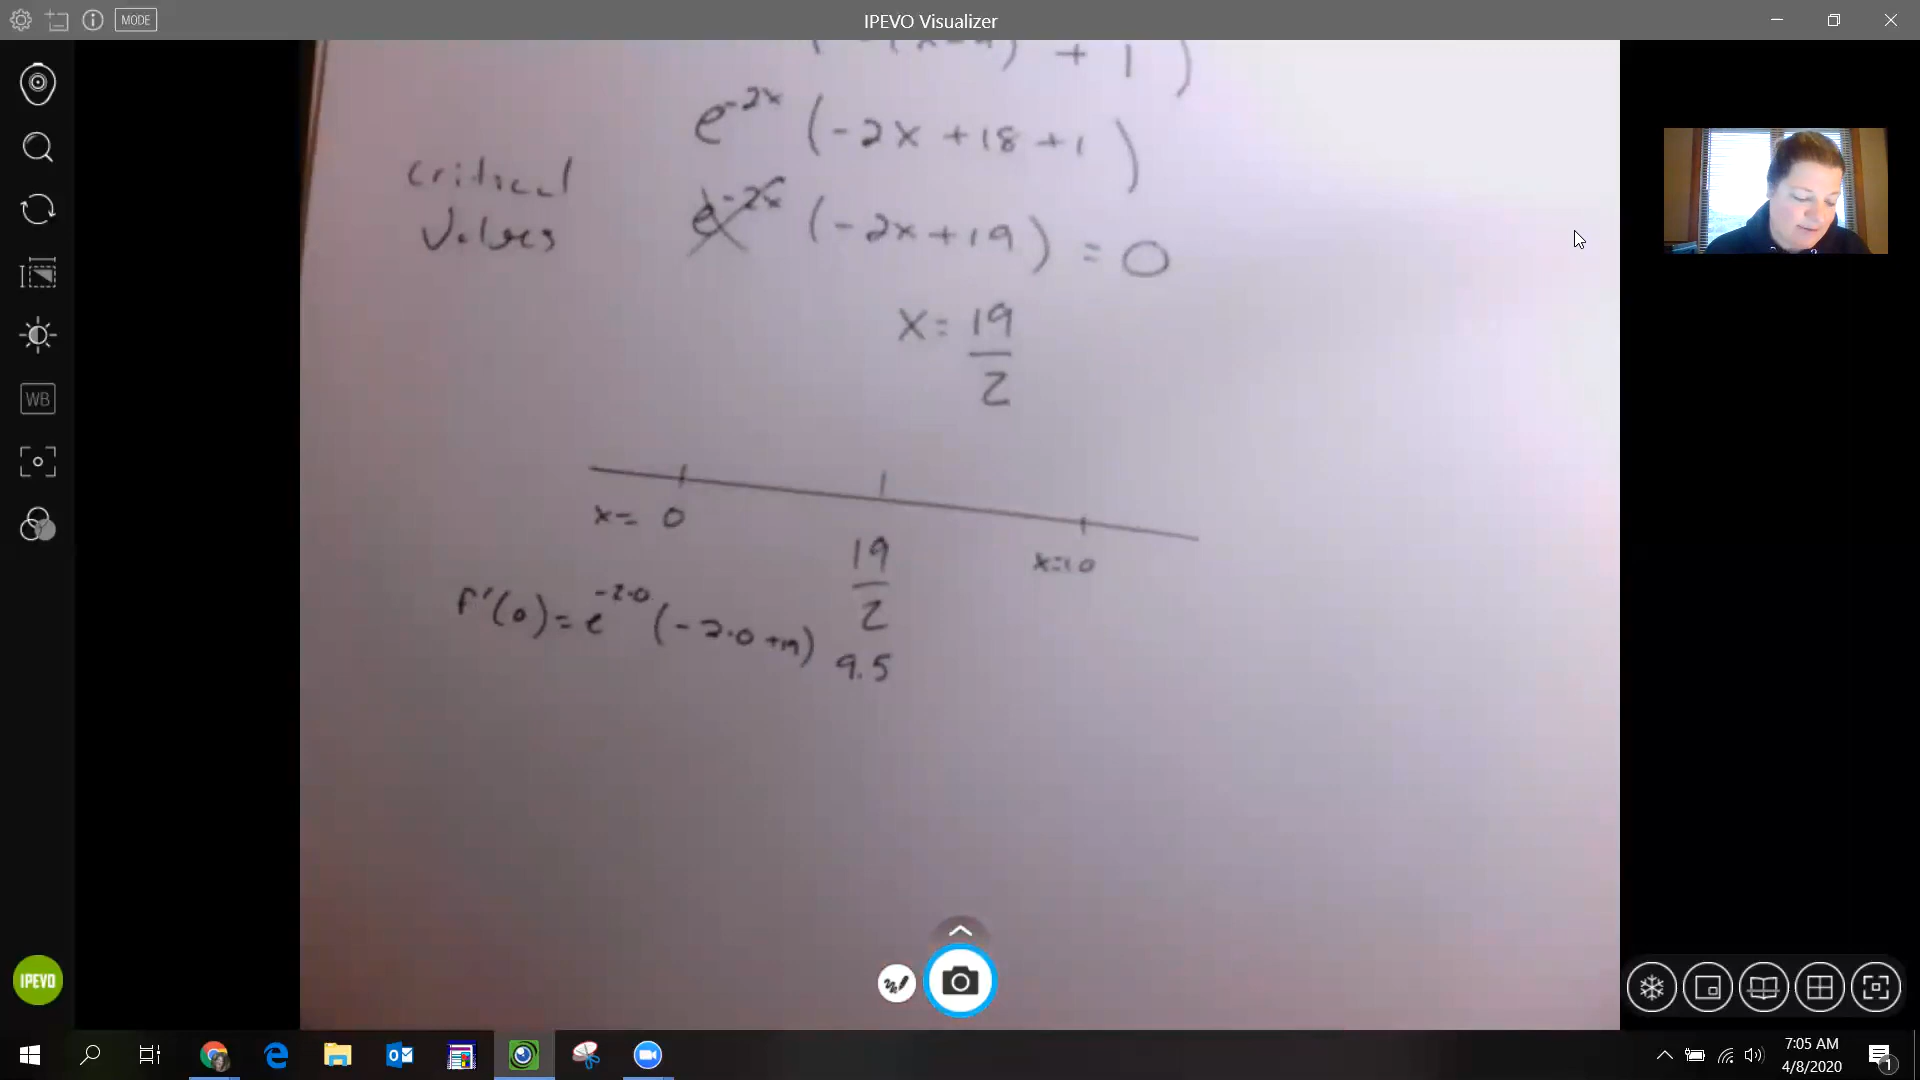 MODE
IPEVO Visualizer
+ 1 )
e^-2x (-2x + 18 + 1 )
critical
values
e^-2x (-2x + 19 ) = 0
x = 19
2
x = 0
19
2
9.5
x=10
f'(0) = e^-2·0 (-2·0 + 19)
WB
IPEVO
7:05 AM
4/8/2020
1